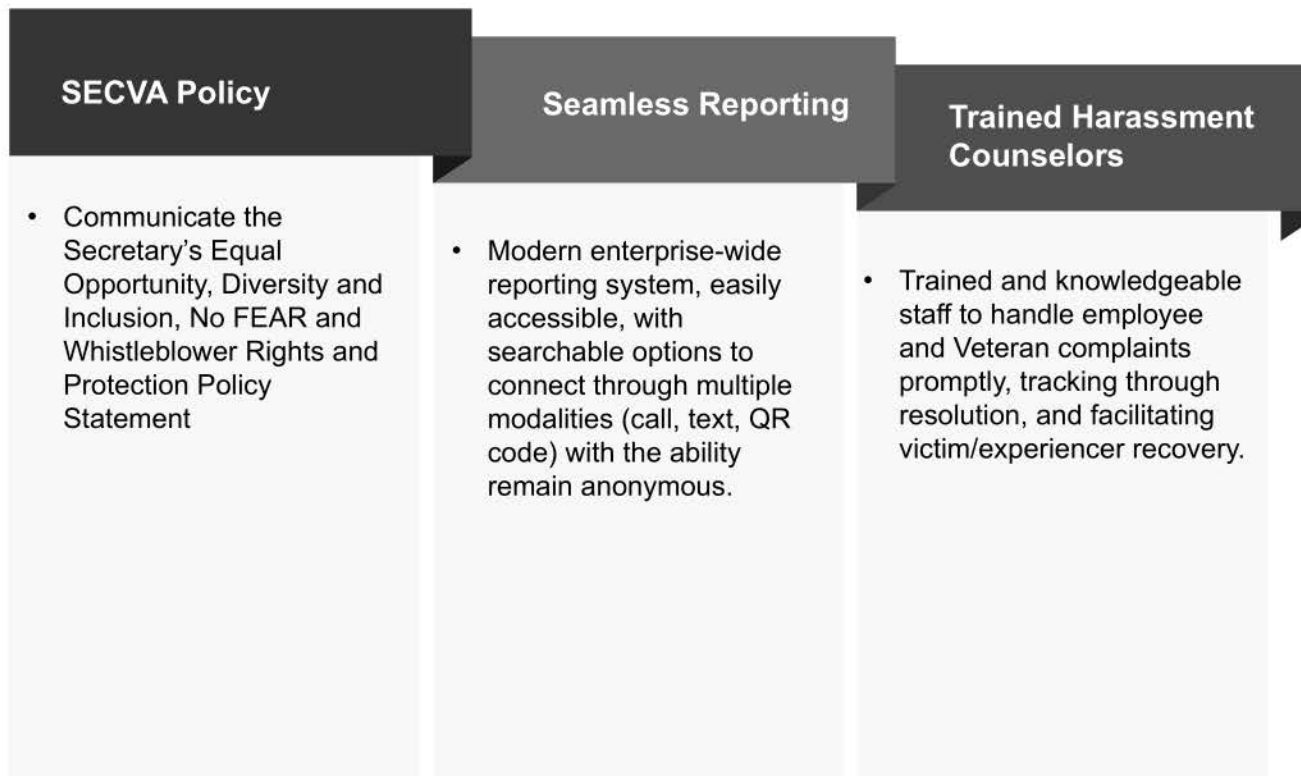 SECVA Policy
• Communicate the
Secretary’s Equal
Opportunity, Diversity and
Inclusion, No FEAR and
Whistleblower Rights and
Protection Policy
Statement
Seamless Reporting
• Modern enterprise-wide
reporting system, easily
accessible, with
searchable options to
connect through multiple
modalities (call, text, QR
code) with the ability
remain anonymous.
Trained Harassment
Counselors
• Trained and knowledgeable
staff to handle employee
and Veteran complaints
promptly, tracking through
resolution, and facilitating
victim/experiencer recovery.